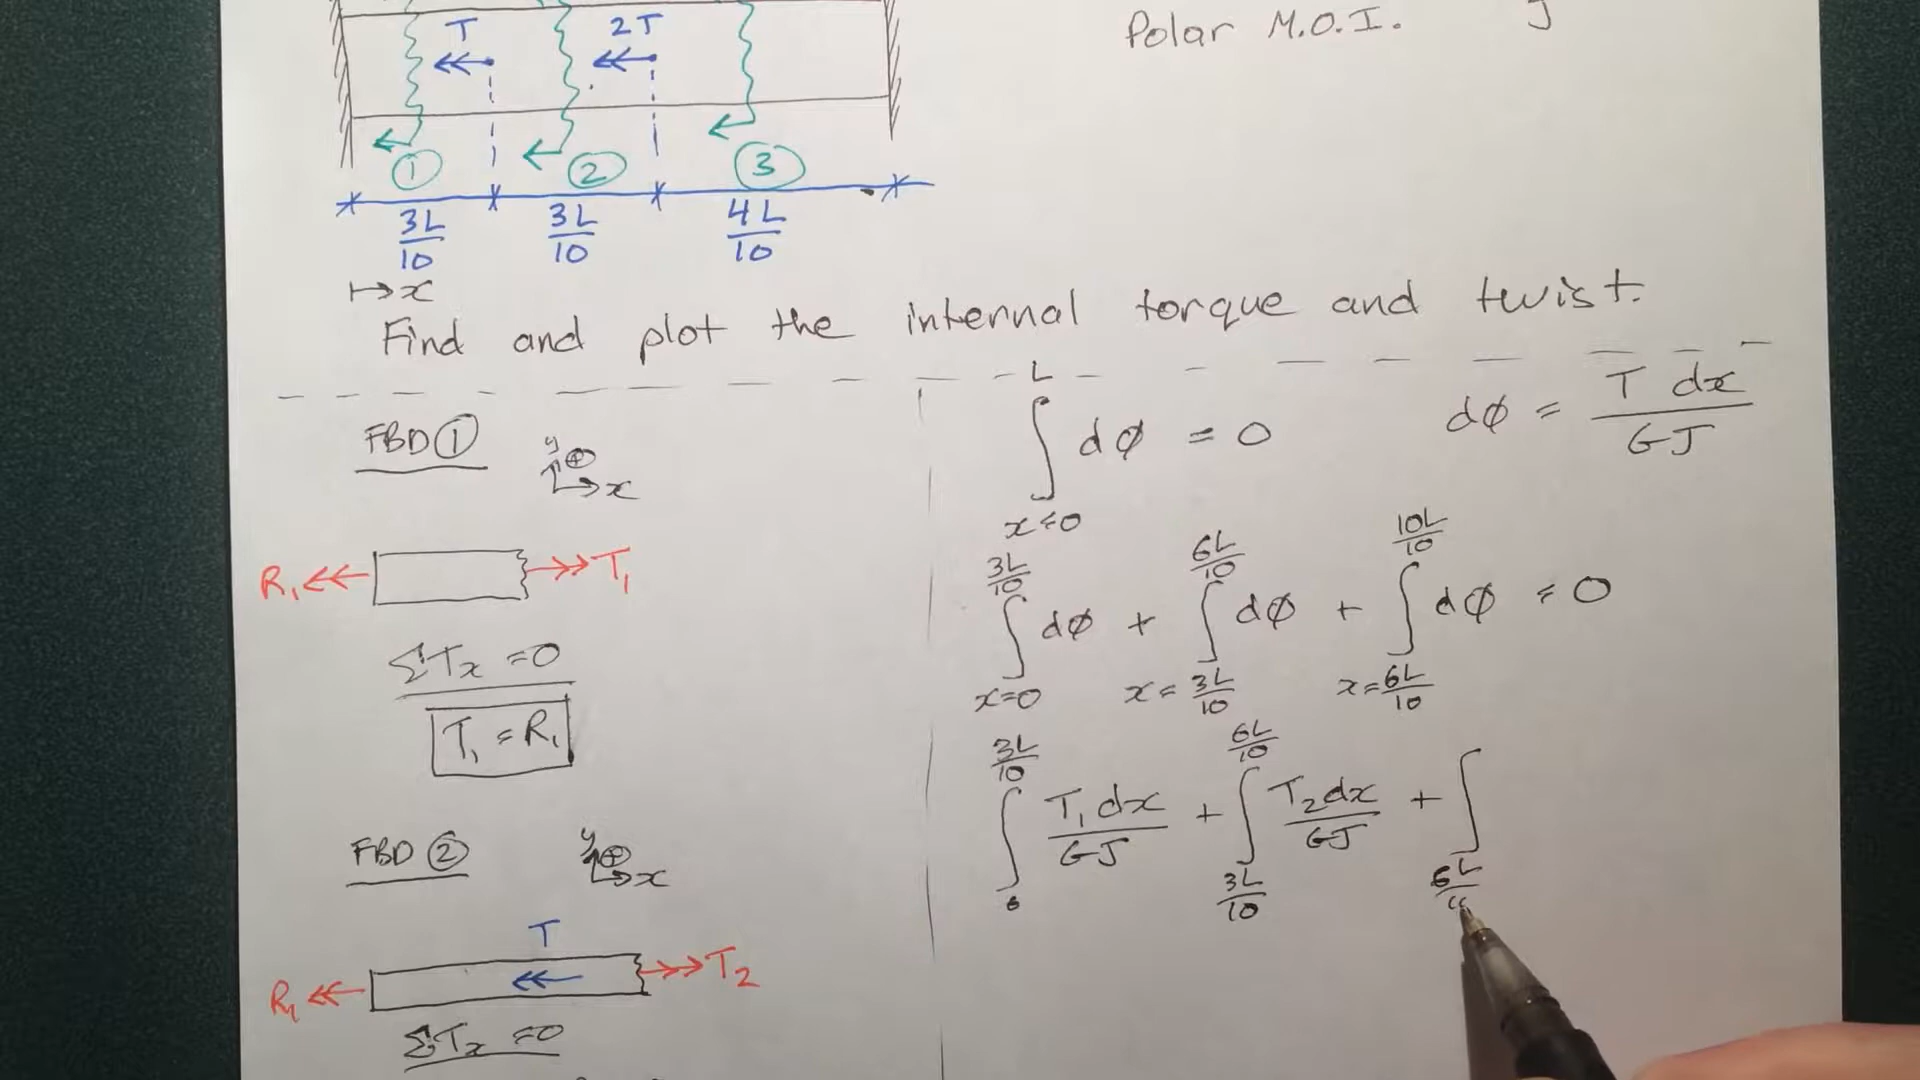 T 2T
Polar M.O.I. J
1 2 3
3L/10 3L/10 4L/10
x
Find and plot the internal torque and twist.
FBD 1 y x
∫_{x=0}^{L} dφ = 0 dφ = T dx / GJ
R₁ T₁
∫_{x=0}^{3L/10} dφ + ∫_{x=3L/10}^{6L/10} dφ + ∫_{x=6L/10}^{10L/10} dφ = 0
ΣTx = 0
T₁ = R₁
∫_{0}^{3L/10} T₁ dx / GJ + ∫_{3L/10}^{6L/10} T₂ dx / GJ + ∫_{6L/10}
FBD 2 y x
T
R₁ T₂
ΣTx = 0